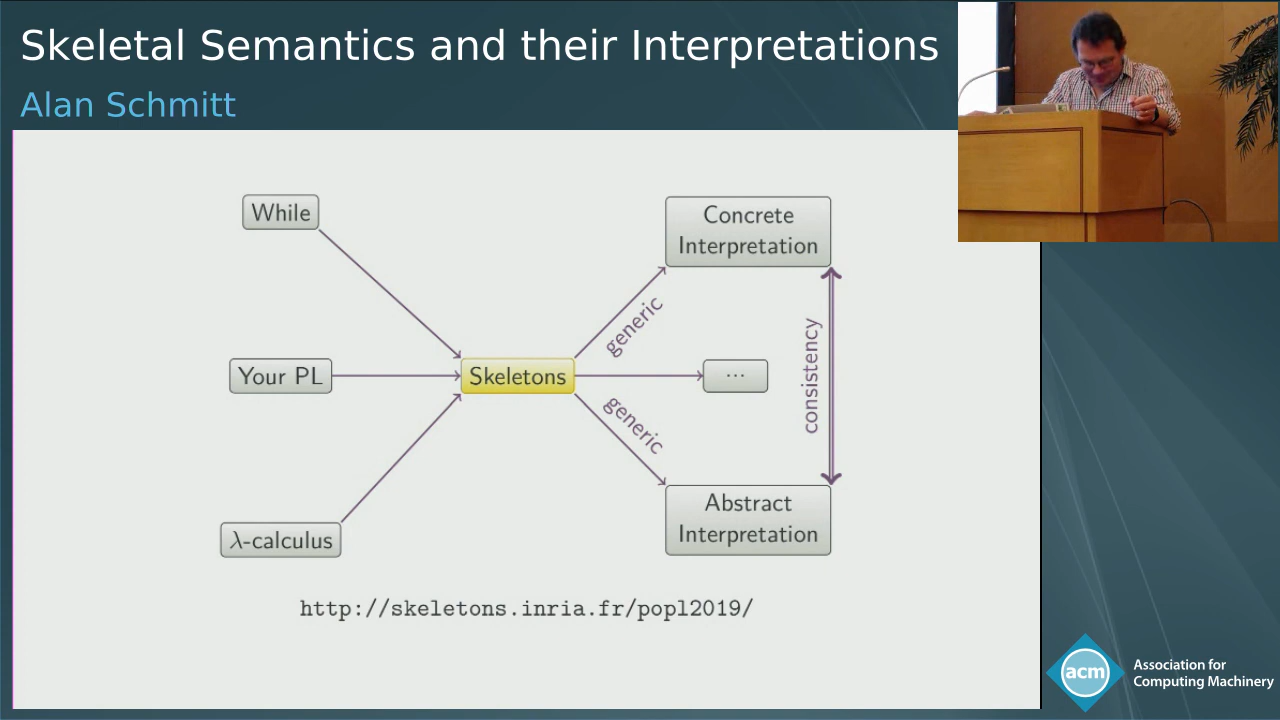 Skeletal Semantics and their Interpretations
Alan Schmitt
While
Concrete
Interpretation
generic
Your PL
Skeletons
...
consistency
generic
λ-calculus
Abstract
Interpretation
http://skeletons.inria.fr/popl2019/
acm
Association for
Computing Machinery